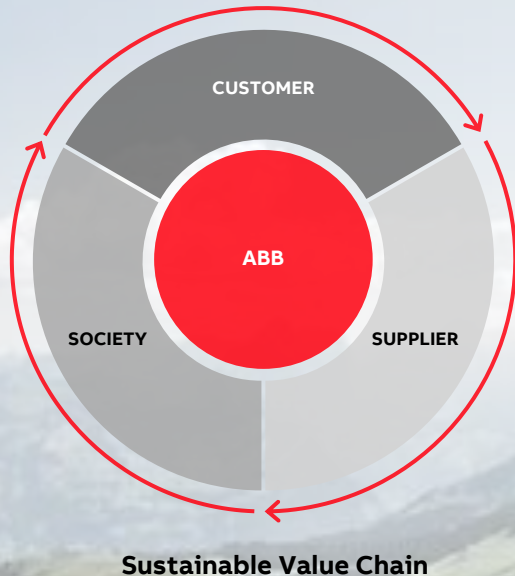 CUSTOMER
ABB
SOCIETY
SUPPLIER
Sustainable Value Chain